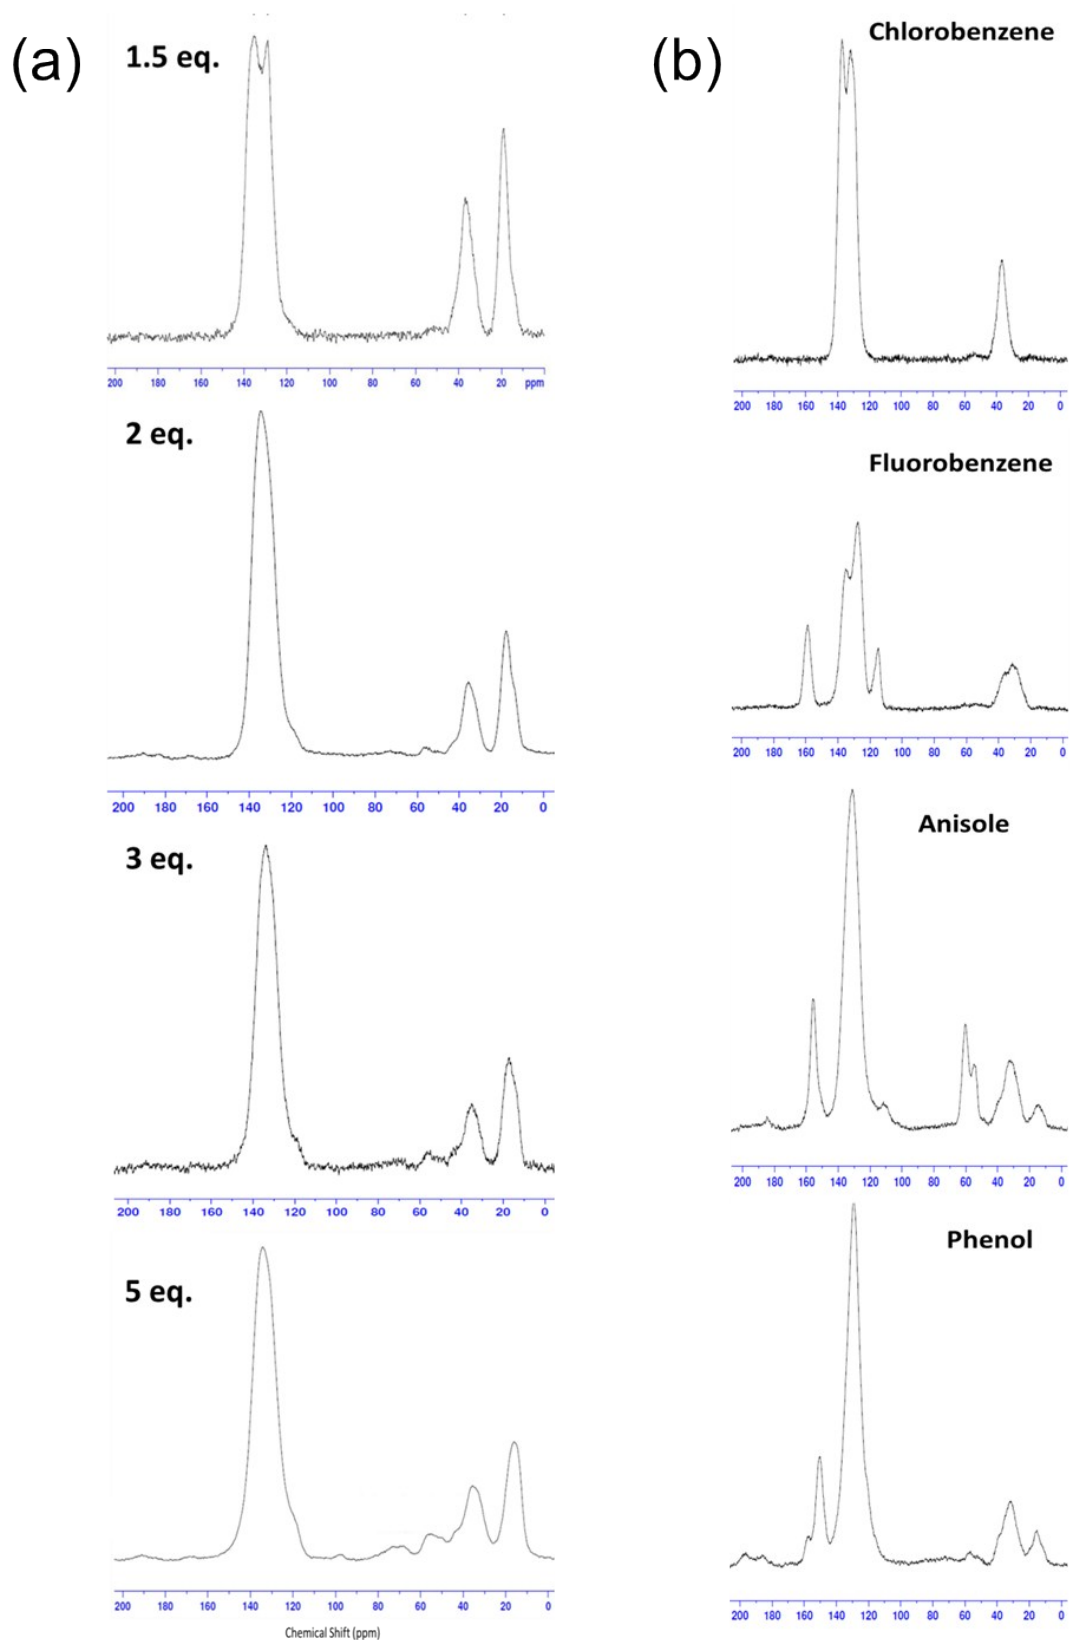 (a)
1.5 eq.
200 180 160 140 120 100 80 60 40 20 ppm
2 eq.
200 180 160 140 120 100 80 60 40 20 0
3 eq.
200 180 160 140 120 100 80 60 40 20 0
5 eq.
200 180 160 140 120 100 80 60 40 20 0
Chemical Shift (ppm)
(b)
Chlorobenzene
200 180 160 140 120 100 80 60 40 20 0
Fluorobenzene
200 180 160 140 120 100 80 60 40 20 0
Anisole
200 180 160 140 120 100 80 60 40 20 0
Phenol
200 180 160 140 120 100 80 60 40 20 0